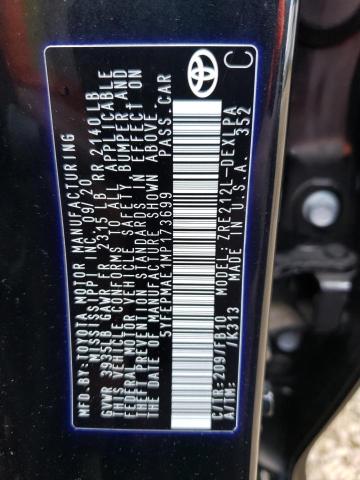 MFD. BY: TOYOTA MOTOR MANUFACTURING
MISSISSIPPI INC. 09/20
GVWR 3935LB GAWR FR 2315 LB RR 2140LB
THIS VEHICLE CONFORMS TO ALL APPLICABLE
FEDERAL MOTOR VEHICLE SAFETY, BUMPER AND
THEFT PREVENTION STANDARDS IN EFFECT ON
THE DATE OF MANUFACTURE SHOWN ABOVE.
5YFEPMAE1MP173699 PASS. CAR
C
C/TR: 209/FB10 MODEL: ZRE212L-DEXLPA
A/TM: -/K313 MADE IN U.S.A. 352